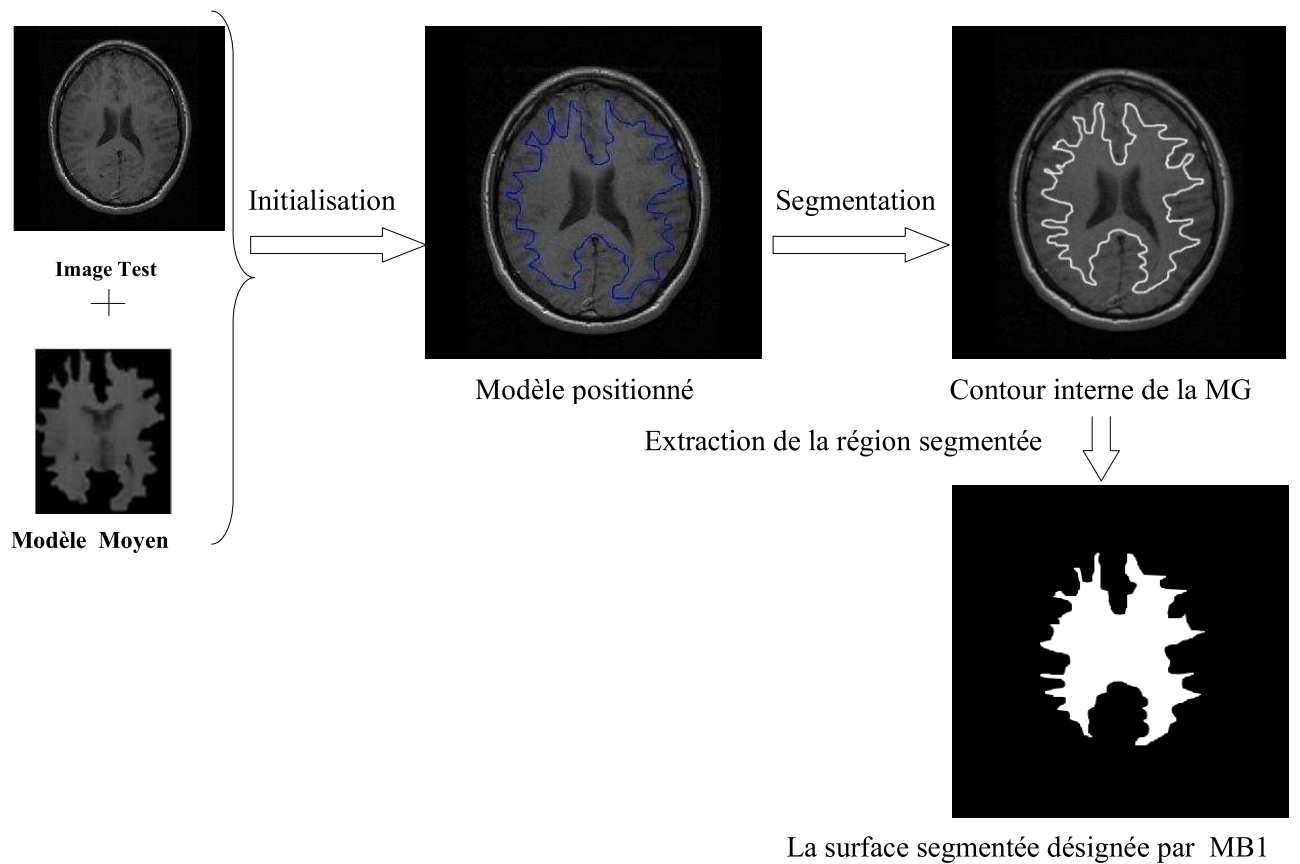 Image Test
Modèle Moyen
Initialisation
Modèle positionné
Segmentation
Contour interne de la MG
Extraction de la région segmentée
La surface segmentée désignée par MB1